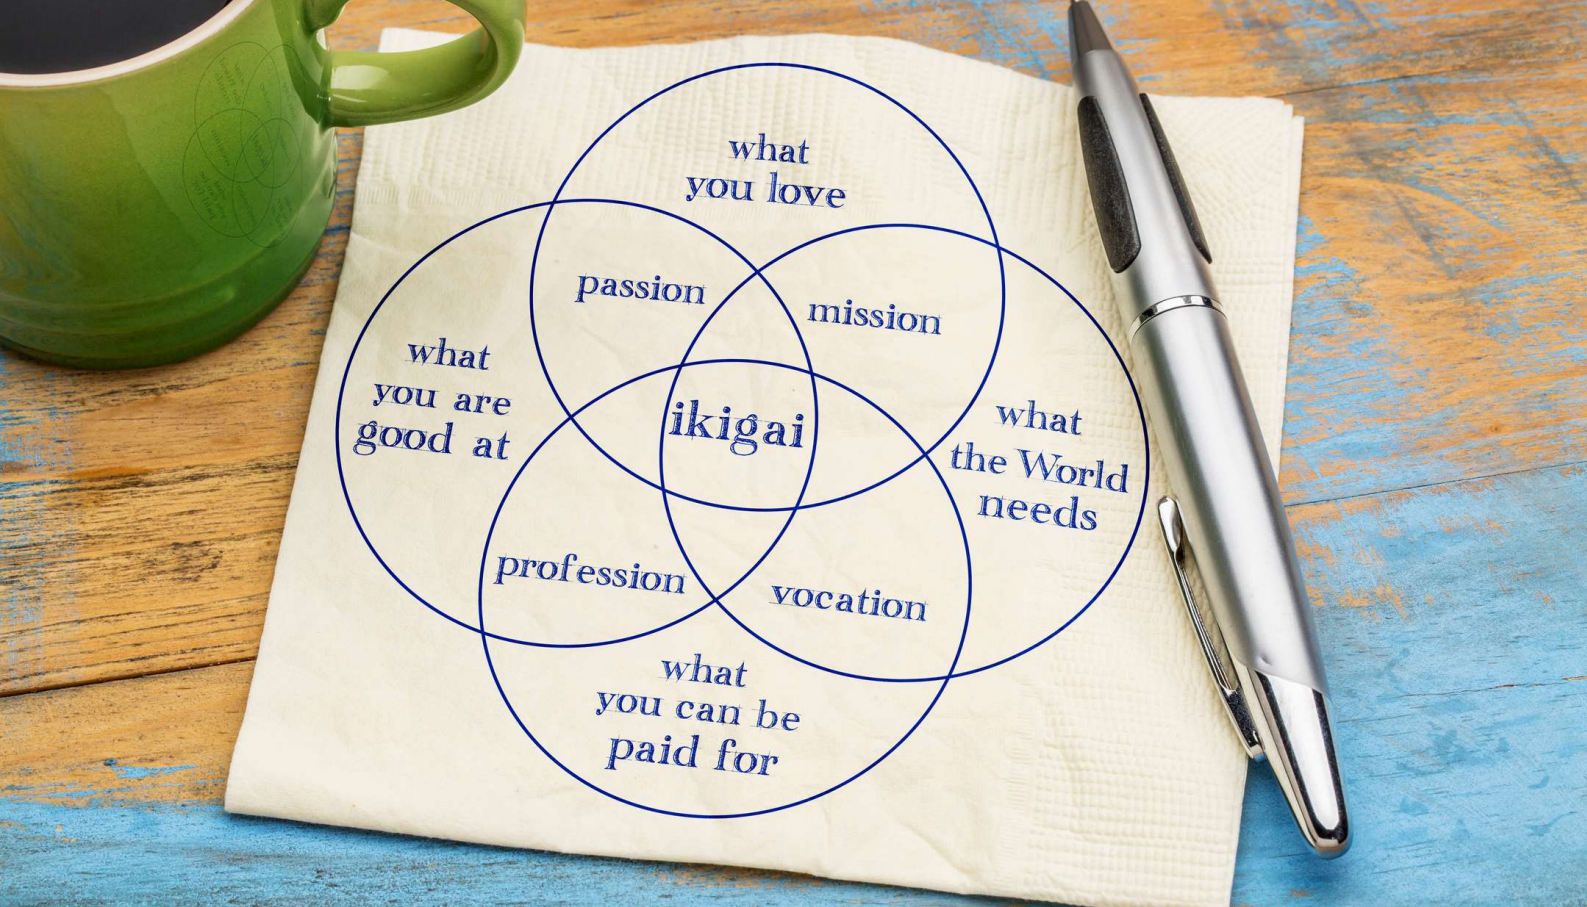 what
you love
passion
mission
what
you are
good at
ikigai
what
the World
needs
profession
vocation
what
you can be
paid for